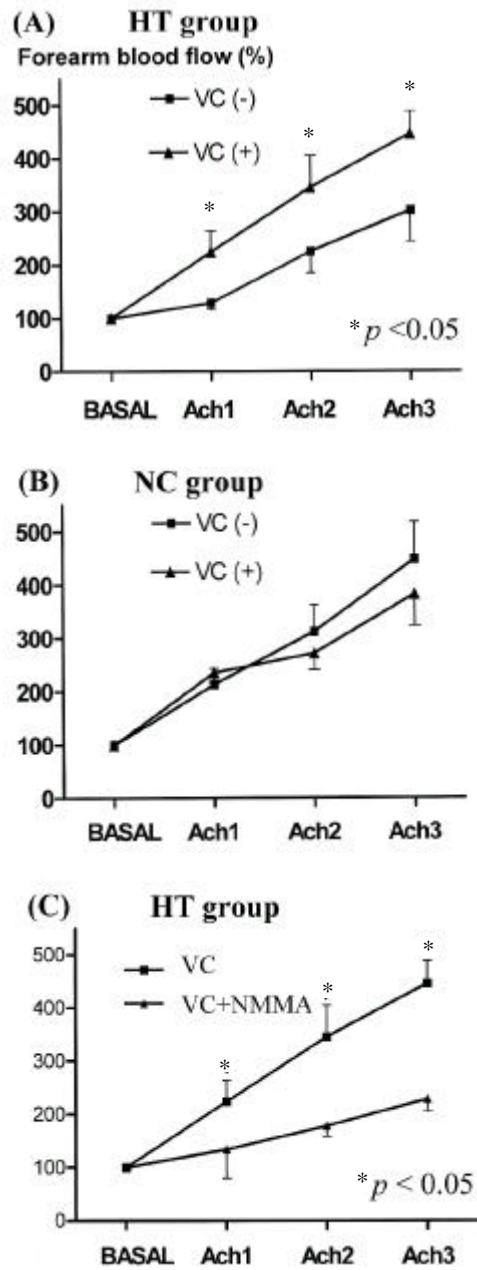 (A) HT group
Forearm blood flow (%)
500
400
300
200
100
0
VC (-)
VC (+)
*
*
*
* p <0.05
BASAL Ach1 Ach2 Ach3
(B) NC group
500
400
300
200
100
0
VC (-)
VC (+)
BASAL Ach1 Ach2 Ach3
(C) HT group
500
400
300
200
100
0
VC
VC+NMMA
*
*
*
* p < 0.05
BASAL Ach1 Ach2 Ach3